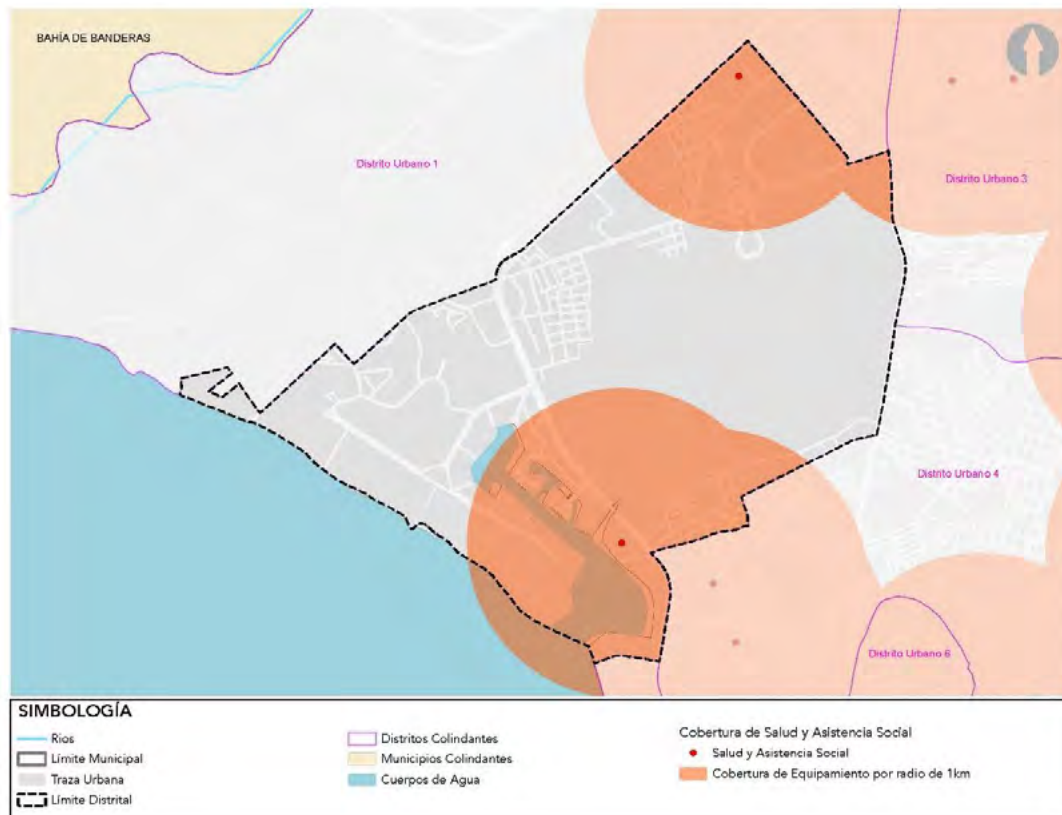 BAHÍA DE BANDERAS
Distrito Urbano 1
Distrito Urbano 3
Distrito Urbano 4
Distrito Urbano 6
SIMBOLOGÍA
Rios
Límite Municipal
Traza Urbana
Límite Distrital
Distritos Colindantes
Municipios Colindantes
Cuerpos de Agua
Cobertura de Salud y Asistencia Social
Salud y Asistencia Social
Cobertura de Equipamiento por radio de 1km